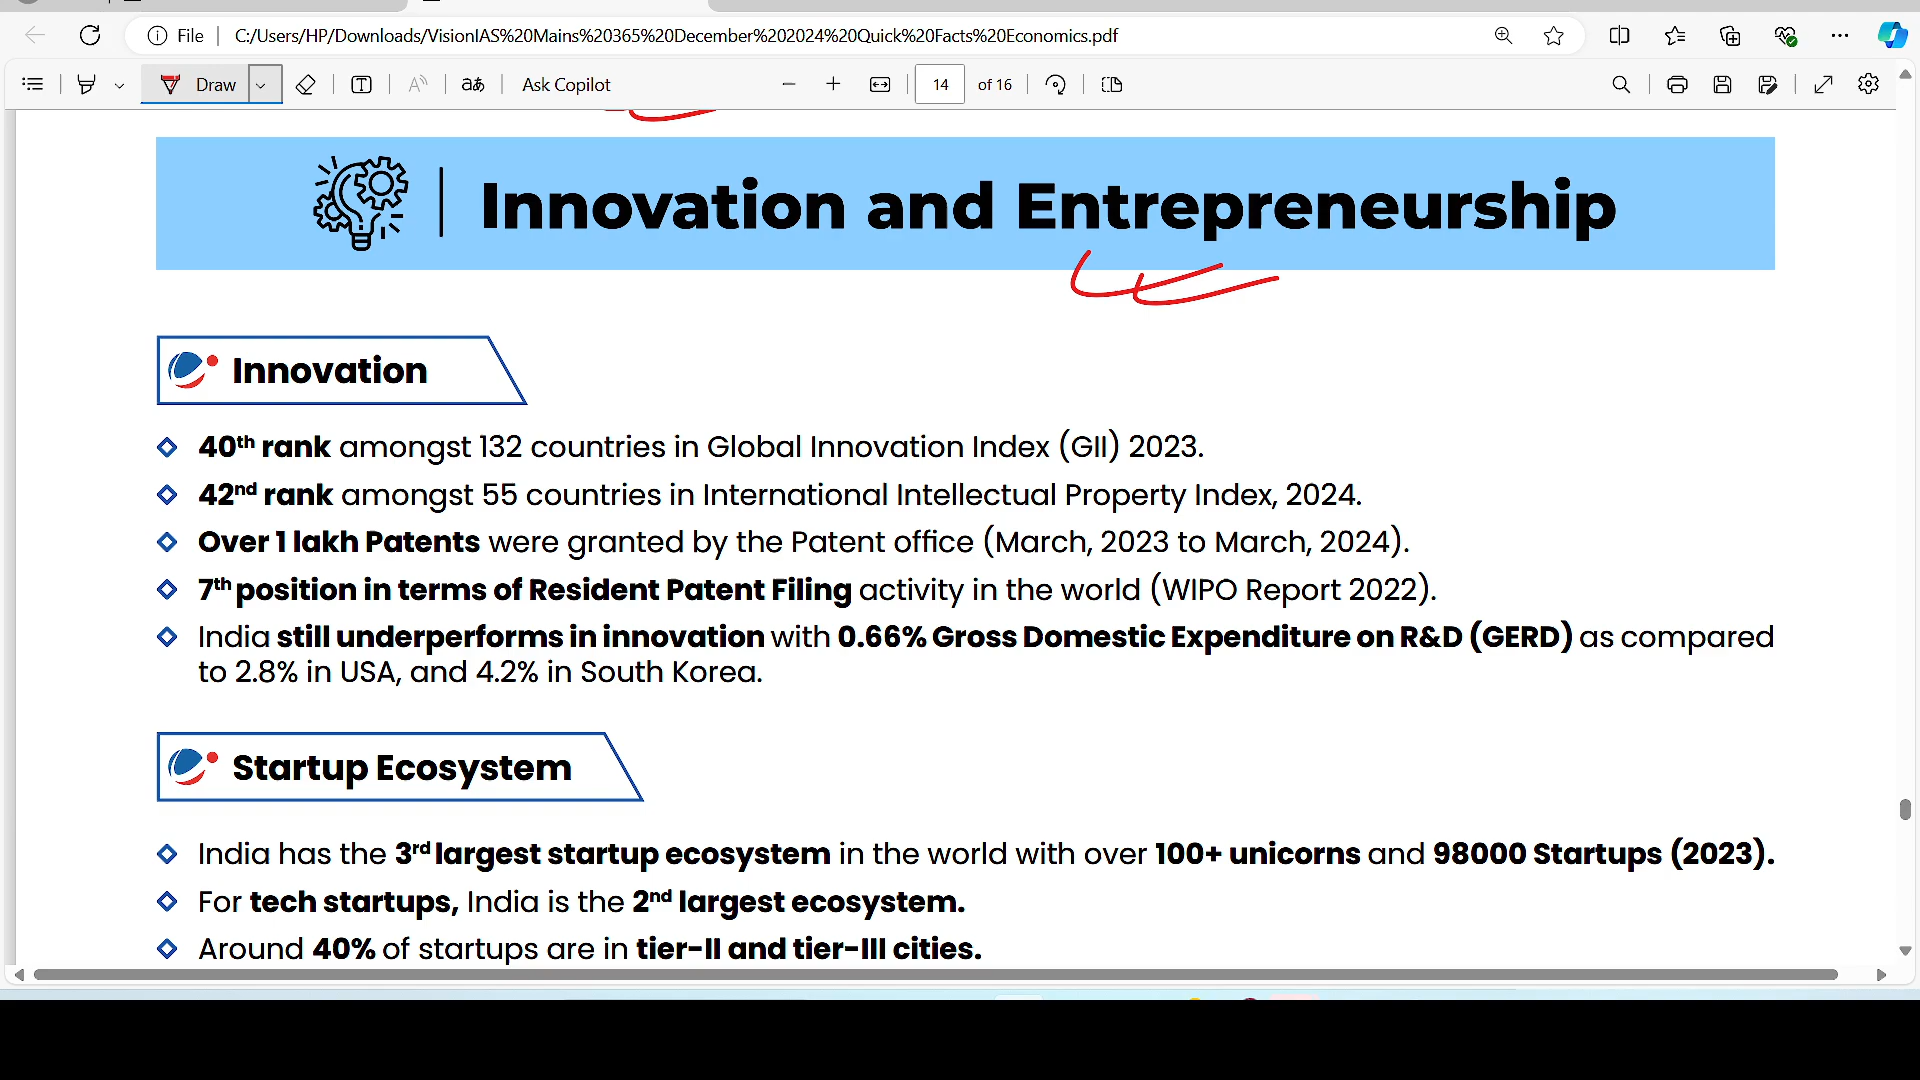 File
C:/Users/HP/Downloads/VisionIAS%20Mains%20365%20December%202024%20Quick%20Facts%20Economics.pdf
Draw
T
A
aあ
Ask Copilot
14 of 16
Innovation and Entrepreneurship
Innovation
40th rank amongst 132 countries in Global Innovation Index (GII) 2023.
42nd rank amongst 55 countries in International Intellectual Property Index, 2024.
Over 1 lakh Patents were granted by the Patent office (March, 2023 to March, 2024).
7th position in terms of Resident Patent Filing activity in the world (WIPO Report 2022).
India still underperforms in innovation with 0.66% Gross Domestic Expenditure on R&D (GERD) as compared
to 2.8% in USA, and 4.2% in South Korea.
Startup Ecosystem
India has the 3rd largest startup ecosystem in the world with over 100+ unicorns and 98000 Startups (2023).
For tech startups, India is the 2nd largest ecosystem.
Around 40% of startups are in tier-II and tier-III cities.